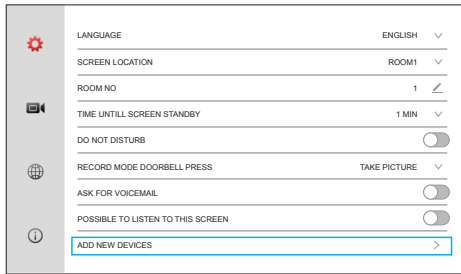 LANGUAGE ENGLISH
SCREEN LOCATION ROOM1
ROOM NO 1
TIME UNTILL SCREEN STANDBY 1 MIN
DO NOT DISTURB
RECORD MODE DOORBELL PRESS TAKE PICTURE
ASK FOR VOICEMAIL
POSSIBLE TO LISTEN TO THIS SCREEN
ADD NEW DEVICES